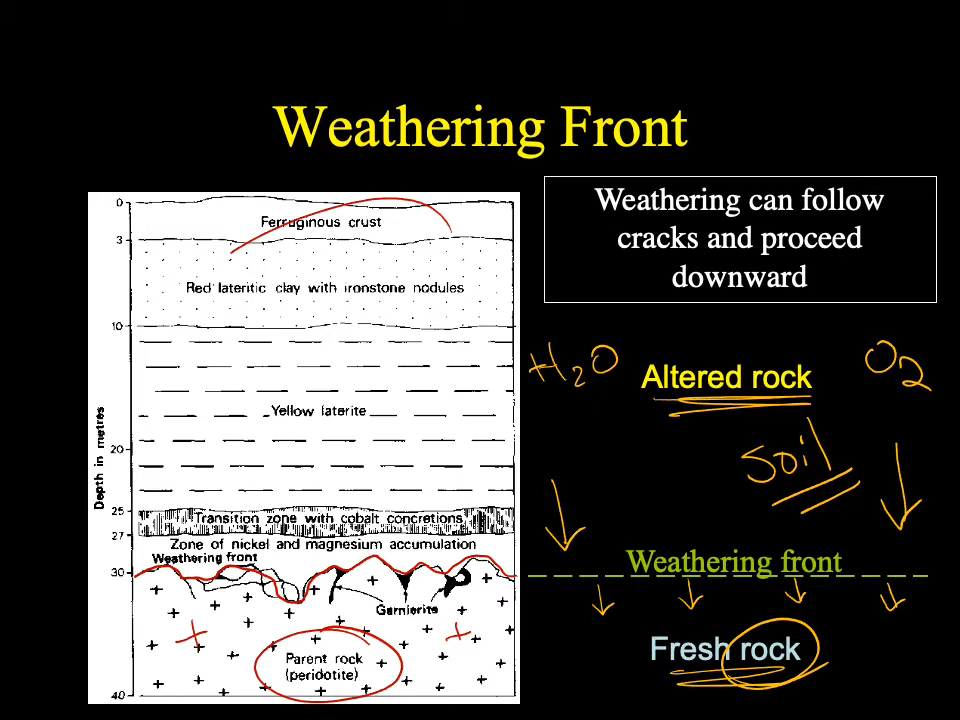 Weathering Front
Weathering can follow
cracks and proceed
downward
0
Ferruginous crust
3
Red lateritic clay with ironstone nodules
10
Yellow laterite
Depth in metres
20
25
Transition zone with cobalt concretions
27
Zone of nickel and magnesium accumulation
Weathering front
30
Garnierite
Parent rock
(peridotite)
40
H2O
Altered rock
O2
Soil
Weathering front
Fresh rock